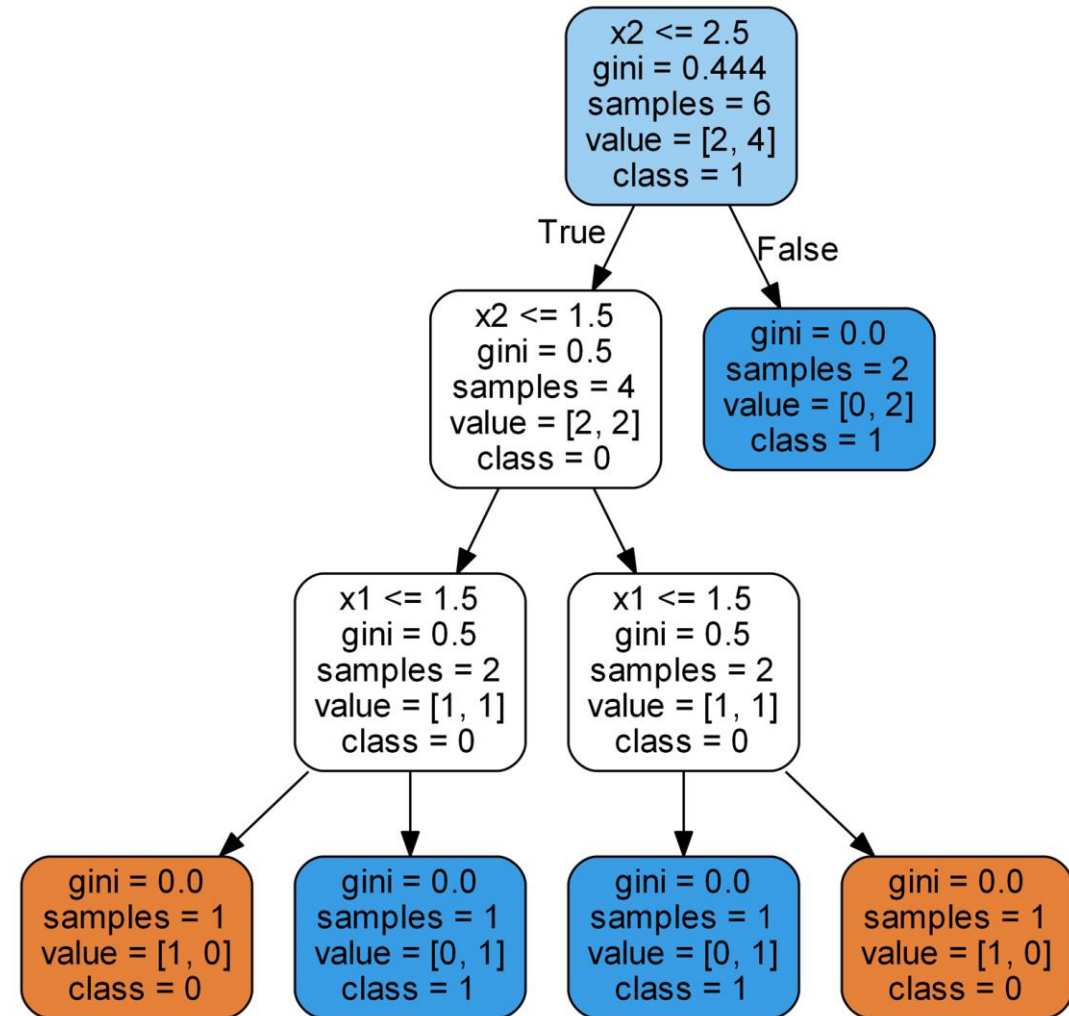 x2 <= 2.5
gini = 0.444
samples = 6
value = [2, 4]
class = 1
True
False
x2 <= 1.5
gini = 0.5
samples = 4
value = [2, 2]
class = 0
gini = 0.0
samples = 2
value = [0, 2]
class = 1
x1 <= 1.5
gini = 0.5
samples = 2
value = [1, 1]
class = 0
x1 <= 1.5
gini = 0.5
samples = 2
value = [1, 1]
class = 0
gini = 0.0
samples = 1
value = [1, 0]
class = 0
gini = 0.0
samples = 1
value = [0, 1]
class = 1
gini = 0.0
samples = 1
value = [0, 1]
class = 1
gini = 0.0
samples = 1
value = [1, 0]
class = 0